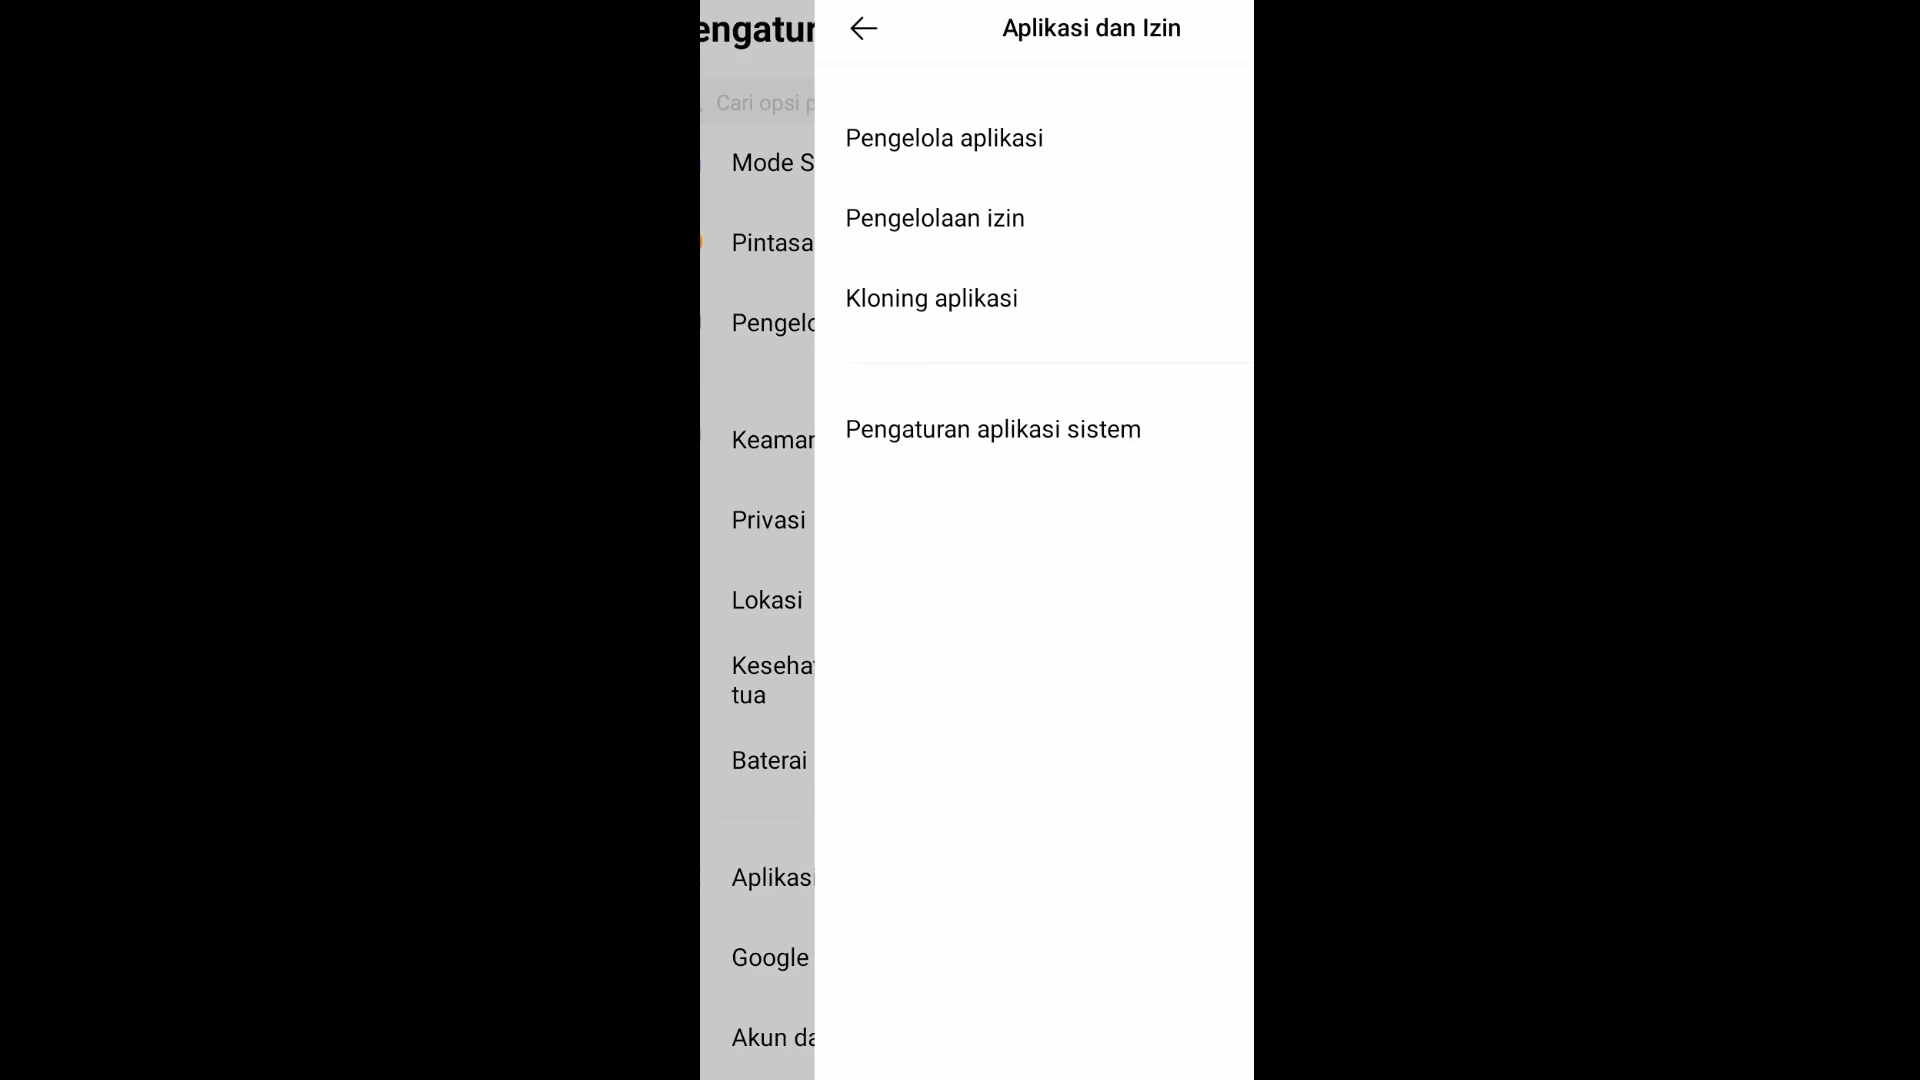 Aplikasi dan Izin
Pengelola aplikasi
Pengelolaan izin
Kloning aplikasi
Pengaturan aplikasi sistem
engatur
Cari opsi p
Mode S
Pintasa
Pengelo
Keaman
Privasi
Lokasi
Kesehat
tua
Baterai
Aplikasi
Google
Akun da